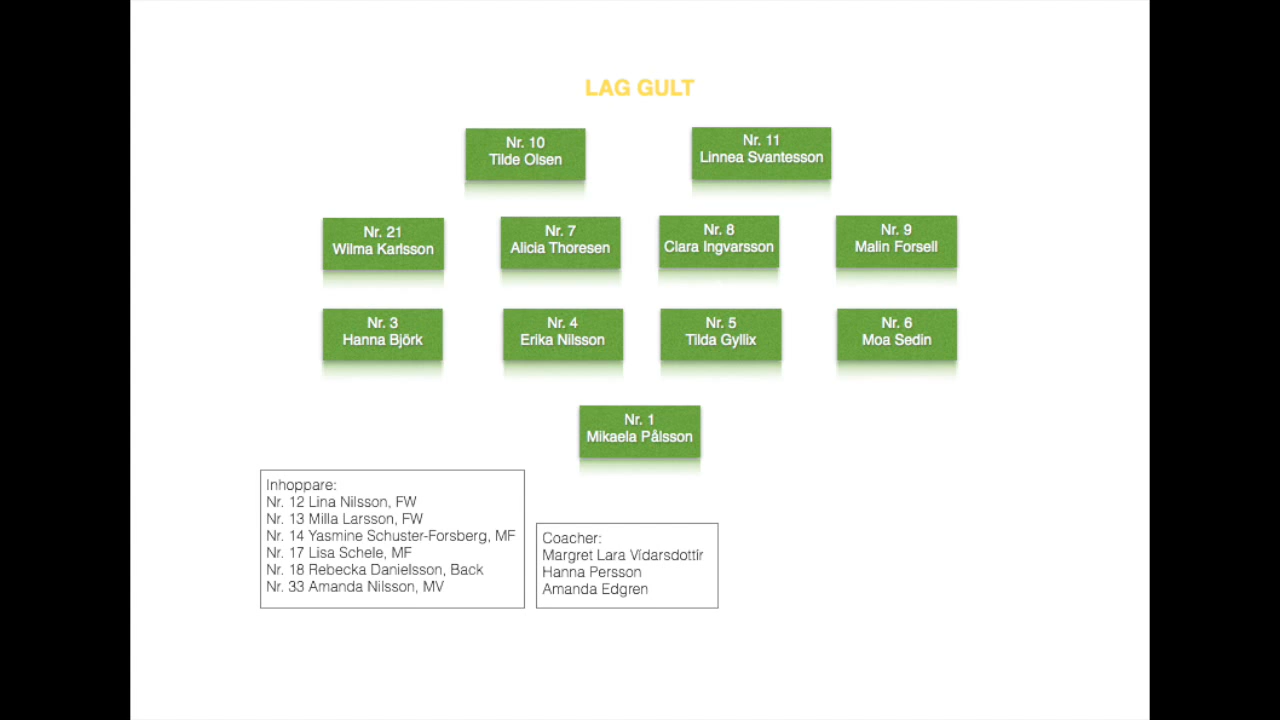 LAG GULT
Nr. 10
Tilde Olsen
Nr. 11
Linnea Svantesson
Nr. 21
Wilma Karlsson
Nr. 7
Alicia Thoresen
Nr. 8
Clara Ingvarsson
Nr. 9
Malin Forsell
Nr. 3
Hanna Björk
Nr. 4
Erika Nilsson
Nr. 5
Tilda Gyllix
Nr. 6
Moa Sedin
Nr. 1
Mikaela Pålsson
Inhoppare:
Nr. 12 Lina Nilsson, FW
Nr. 13 Milla Larsson, FW
Nr. 14 Yasmine Schuster-Forsberg, MF
Nr. 17 Lisa Schele, MF
Nr. 18 Rebecka Danielsson, Back
Nr. 33 Amanda Nilsson, MV
Coacher:
Margret Lara Vidarsdottir
Hanna Persson
Amanda Edgren